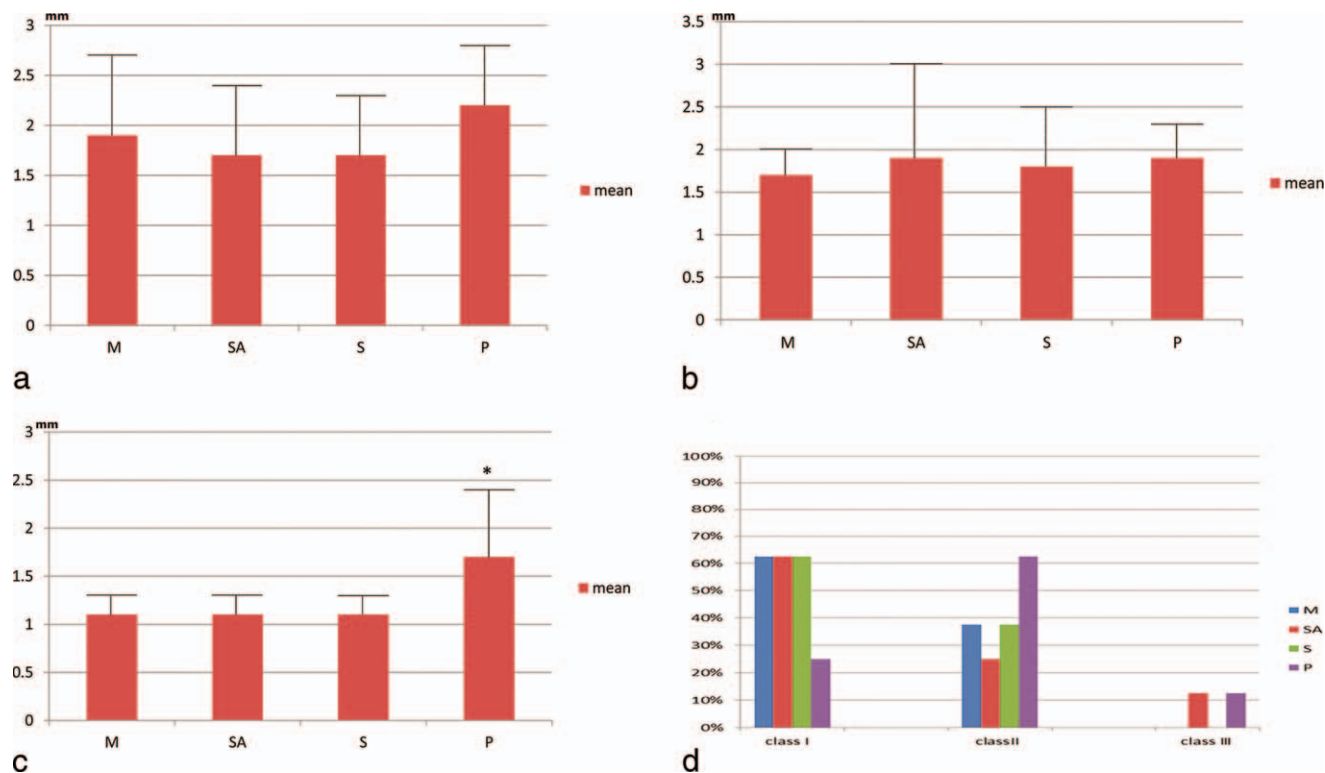 mm
3
2.5
2
1.5
1
0.5
0
M SA S P
mean
a
mm
3.5
3
2.5
2
1.5
1
0.5
0
M SA S P
mean
b
mm
3
2.5
2
1.5
1
0.5
0
*
M SA S P
mean
c
100%
90%
80%
70%
60%
50%
40%
30%
20%
10%
0%
class I classII class III
M
SA
S
P
d